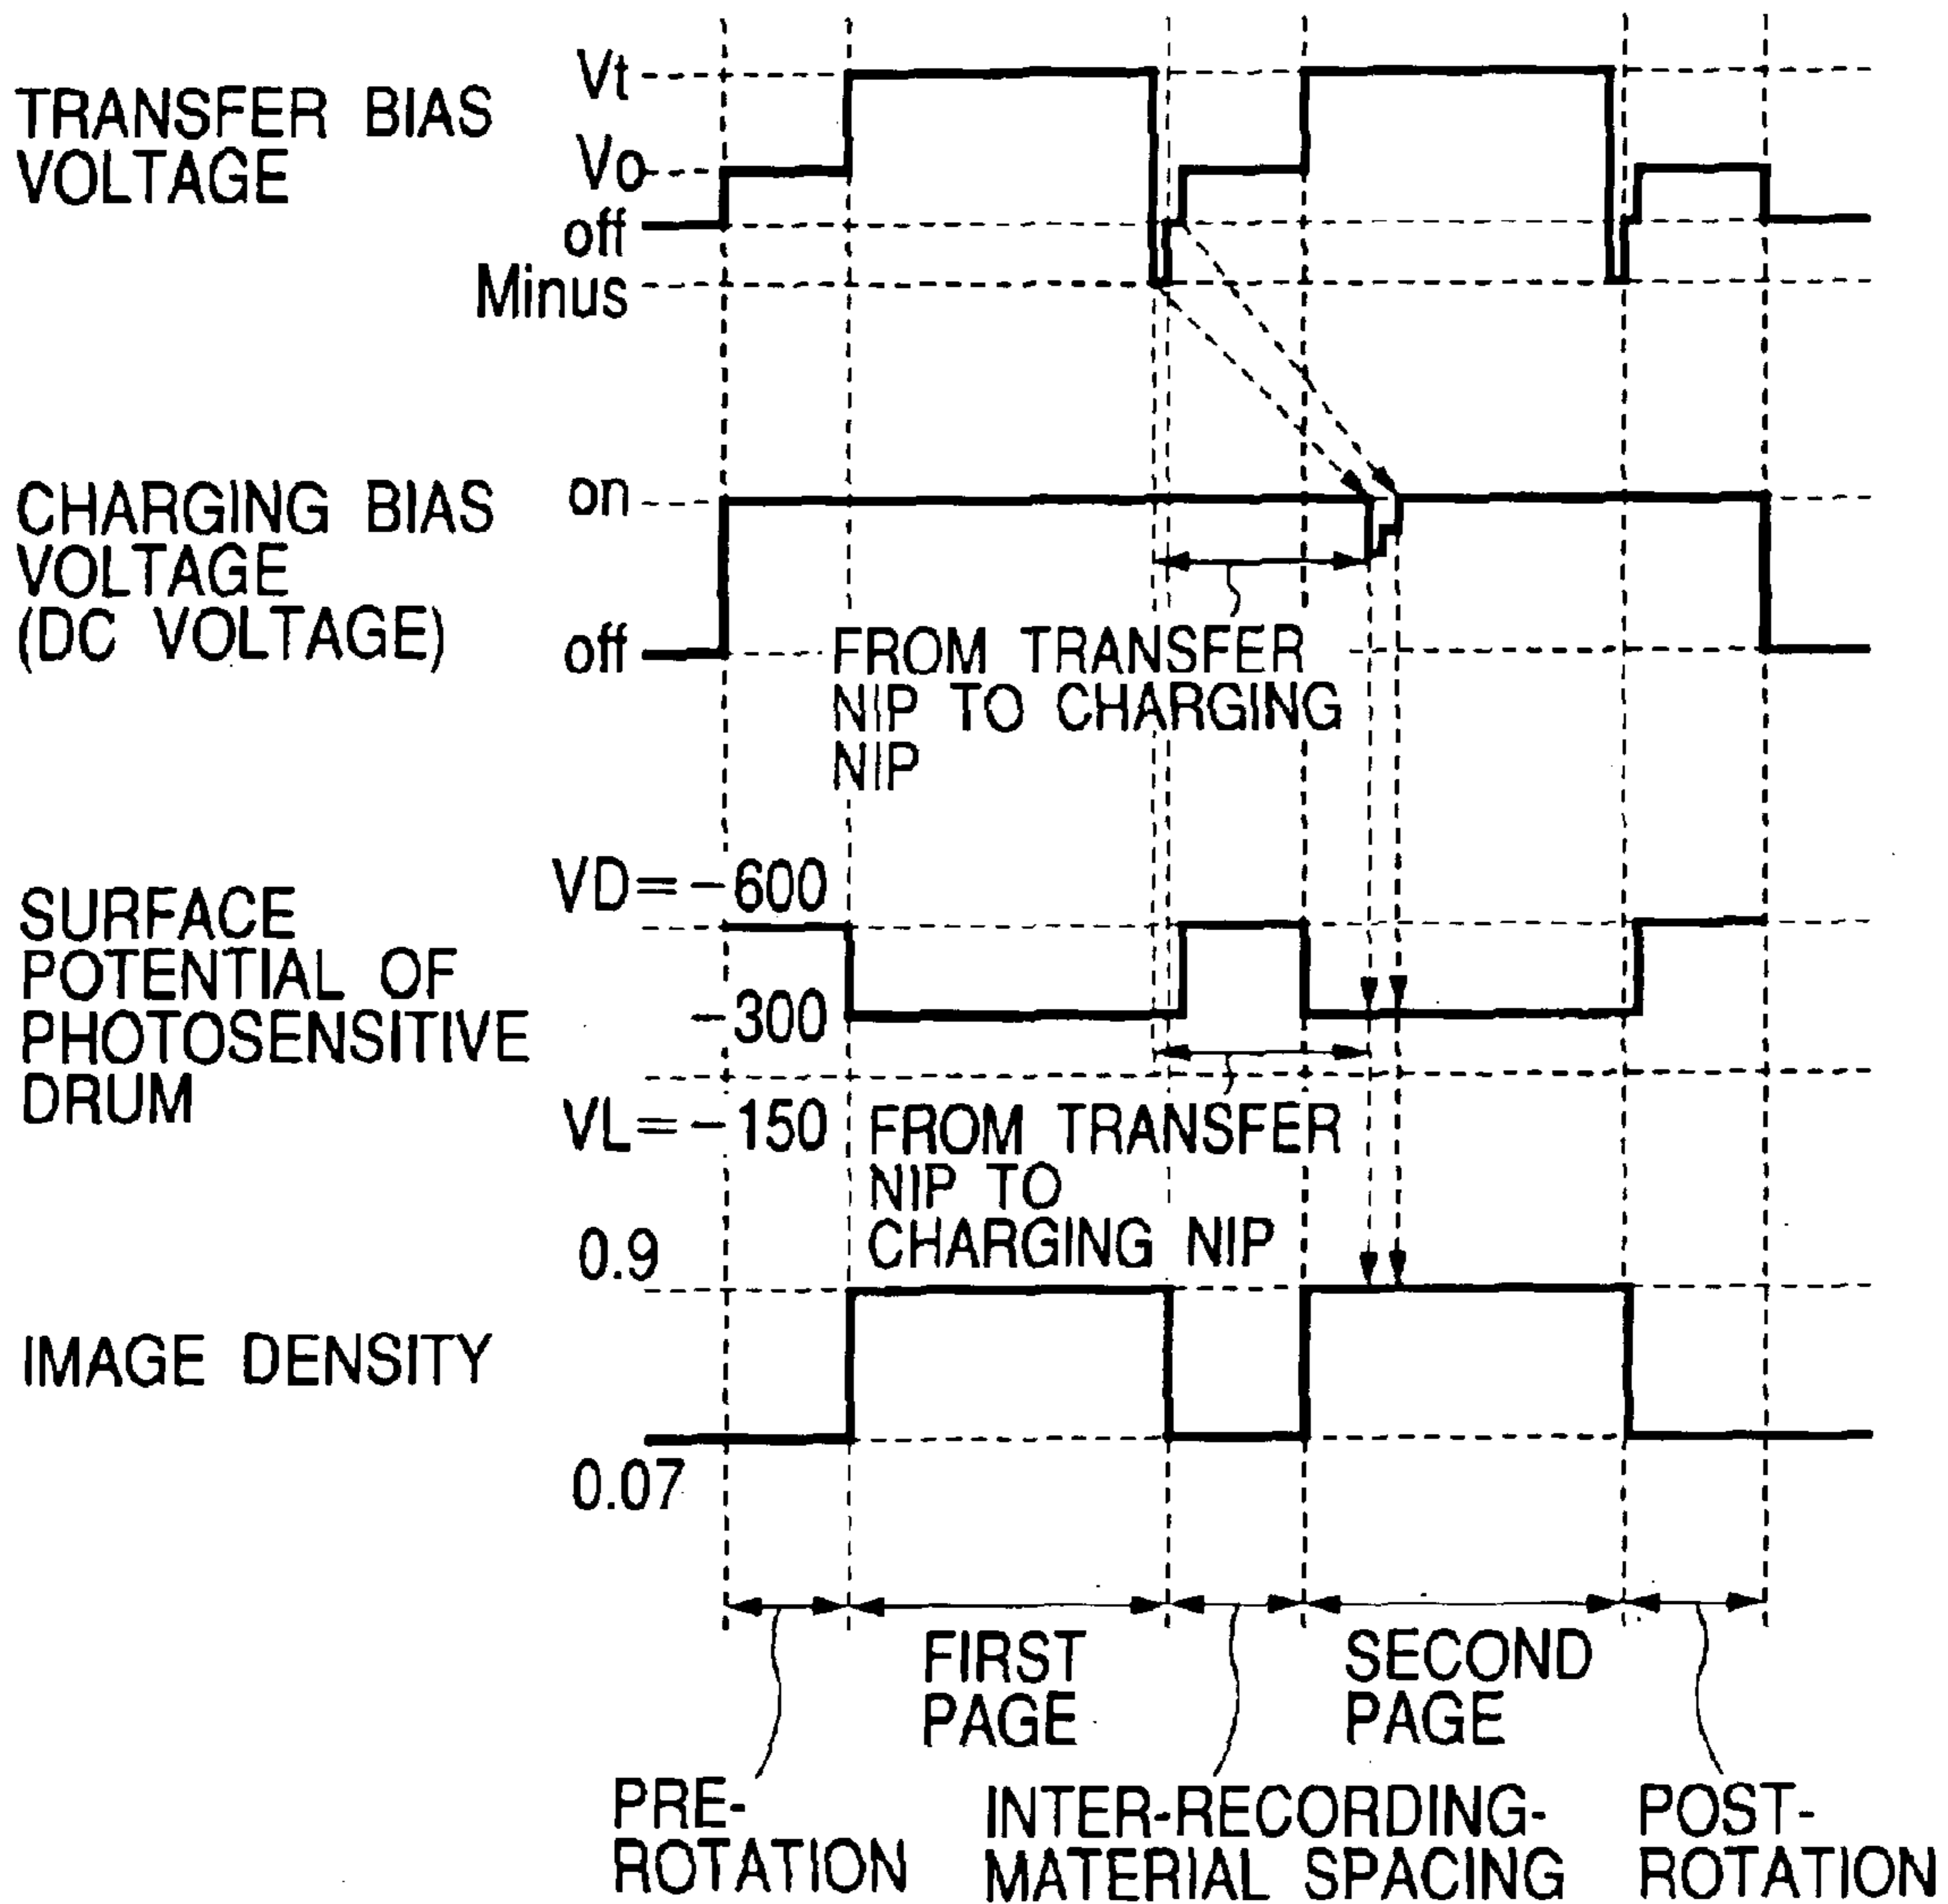 TRANSFER BIAS
VOLTAGE
Vt
Vo
off
Minus
CHARGING BIAS
VOLTAGE
(DC VOLTAGE)
on
off
FROM TRANSFER
NIP TO CHARGING
NIP
SURFACE
POTENTIAL OF
PHOTOSENSITIVE
DRUM
VD=-600
-300
VL=-150
FROM TRANSFER
NIP TO
CHARGING NIP
IMAGE DENSITY
0.9
0.07
FIRST
PAGE
SECOND
PAGE
PRE-
ROTATION
INTER-RECORDING-
MATERIAL SPACING
POST-
ROTATION